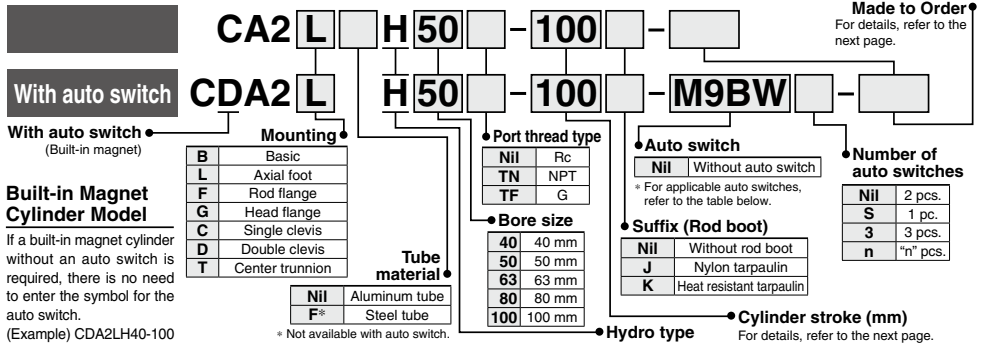 CA2 L H 50 – 100 –
Made to Order
For details, refer to the
next page.
With auto switch
CDA2 L H 50 – 100 – M9BW –
With auto switch
(Built-in magnet)
Built-in Magnet
Cylinder Model
If a built-in magnet cylinder
without an auto switch is
required, there is no need
to enter the symbol for the
auto switch.
(Example) CDA2LH40-100
Mounting
B Basic
L Axial foot
F Rod flange
G Head flange
C Single clevis
D Double clevis
T Center trunnion
Tube
material
Nil Aluminum tube
F* Steel tube
* Not available with auto switch.
Port thread type
Nil Rc
TN NPT
TF G
Bore size
40 40 mm
50 50 mm
63 63 mm
80 80 mm
100 100 mm
Hydro type
Auto switch
Nil Without auto switch
* For applicable auto switches,
refer to the table below.
Suffix (Rod boot)
Nil Without rod boot
J Nylon tarpaulin
K Heat resistant tarpaulin
Cylinder stroke (mm)
For details, refer to the next page.
Number of
auto switches
Nil 2 pcs.
S 1 pc.
3 3 pcs.
n “n” pcs.